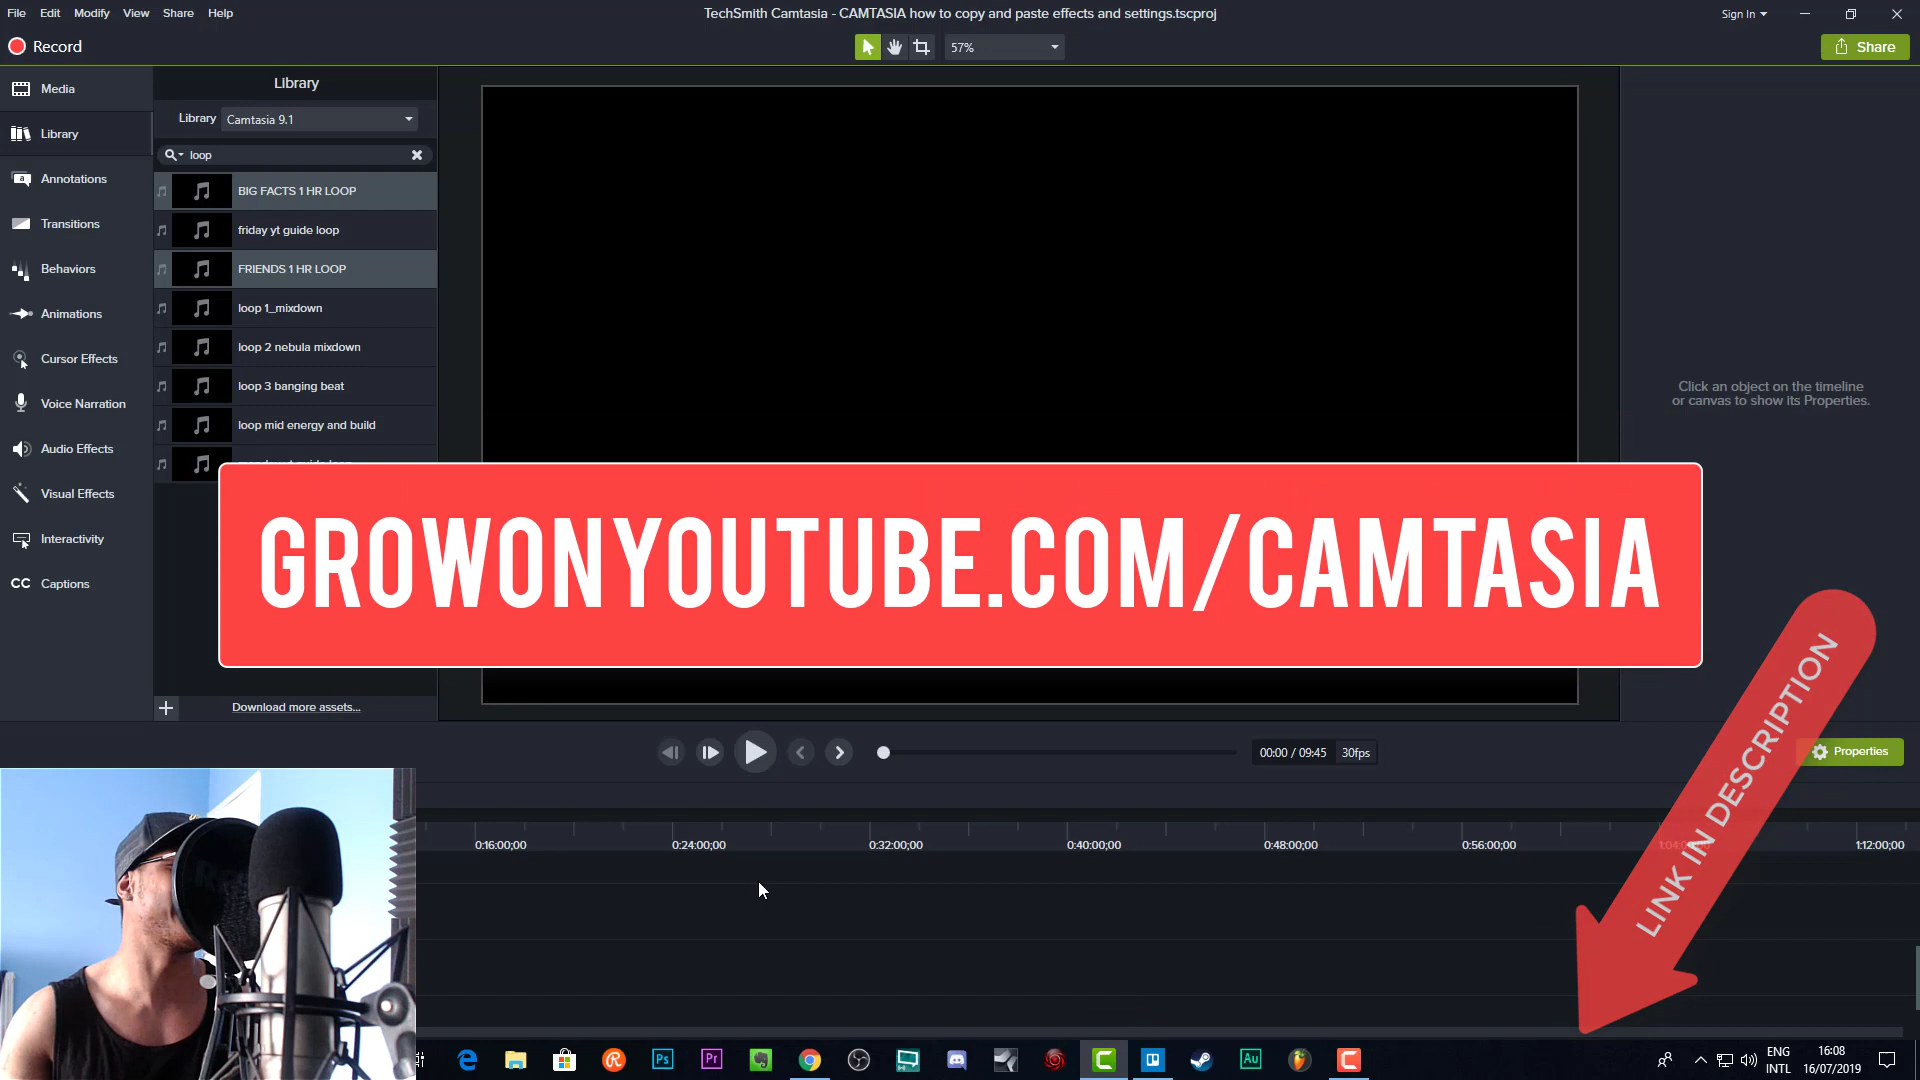 File Edit Modify View Share Help
TechSmith Camtasia - CAMTASIA how to copy and paste effects and settings.tscproj
Sign In
Record
57%
Share
Media
Library
Annotations
Transitions
Behaviors
Animations
Cursor Effects
Voice Narration
Audio Effects
Visual Effects
Interactivity
CC Captions
Library
Library Camtasia 9.1
loop
BIG FACTS 1 HR LOOP
friday yt guide loop
FRIENDS 1 HR LOOP
loop 1_mixdown
loop 2 nebula mixdown
loop 3 banging beat
loop mid energy and build
Download more assets...
Click an object on the timeline
or canvas to show its Properties.
GROWONYOUTUBE.COM/CAMTASIA
LINK IN DESCRIPTION
00:00 / 09:45 30fps
Properties
0:16:00;00 0:24:00;00 0:32:00;00 0:40:00;00 0:48:00;00 0:56:00;00 1:12:00;00
Ps
Pr
Au
ENG
INTL
16:08
16/07/2019